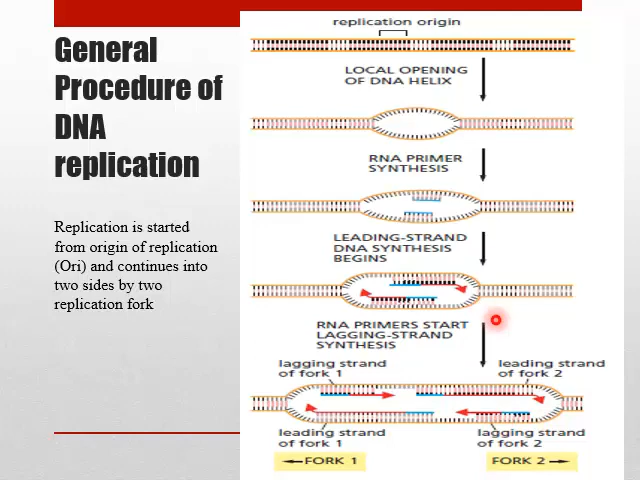 General
Procedure of
DNA
replication
Replication is started
from origin of replication
(Ori) and continues into
two sides by two
replication fork
replication origin
LOCAL OPENING
OF DNA HELIX
RNA PRIMER
SYNTHESIS
LEADING-STRAND
DNA SYNTHESIS
BEGINS
RNA PRIMERS START
LAGGING-STRAND
SYNTHESIS
lagging strand
of fork 1
leading strand
of fork 2
leading strand
of fork 1
lagging strand
of fork 2
FORK 1
FORK 2